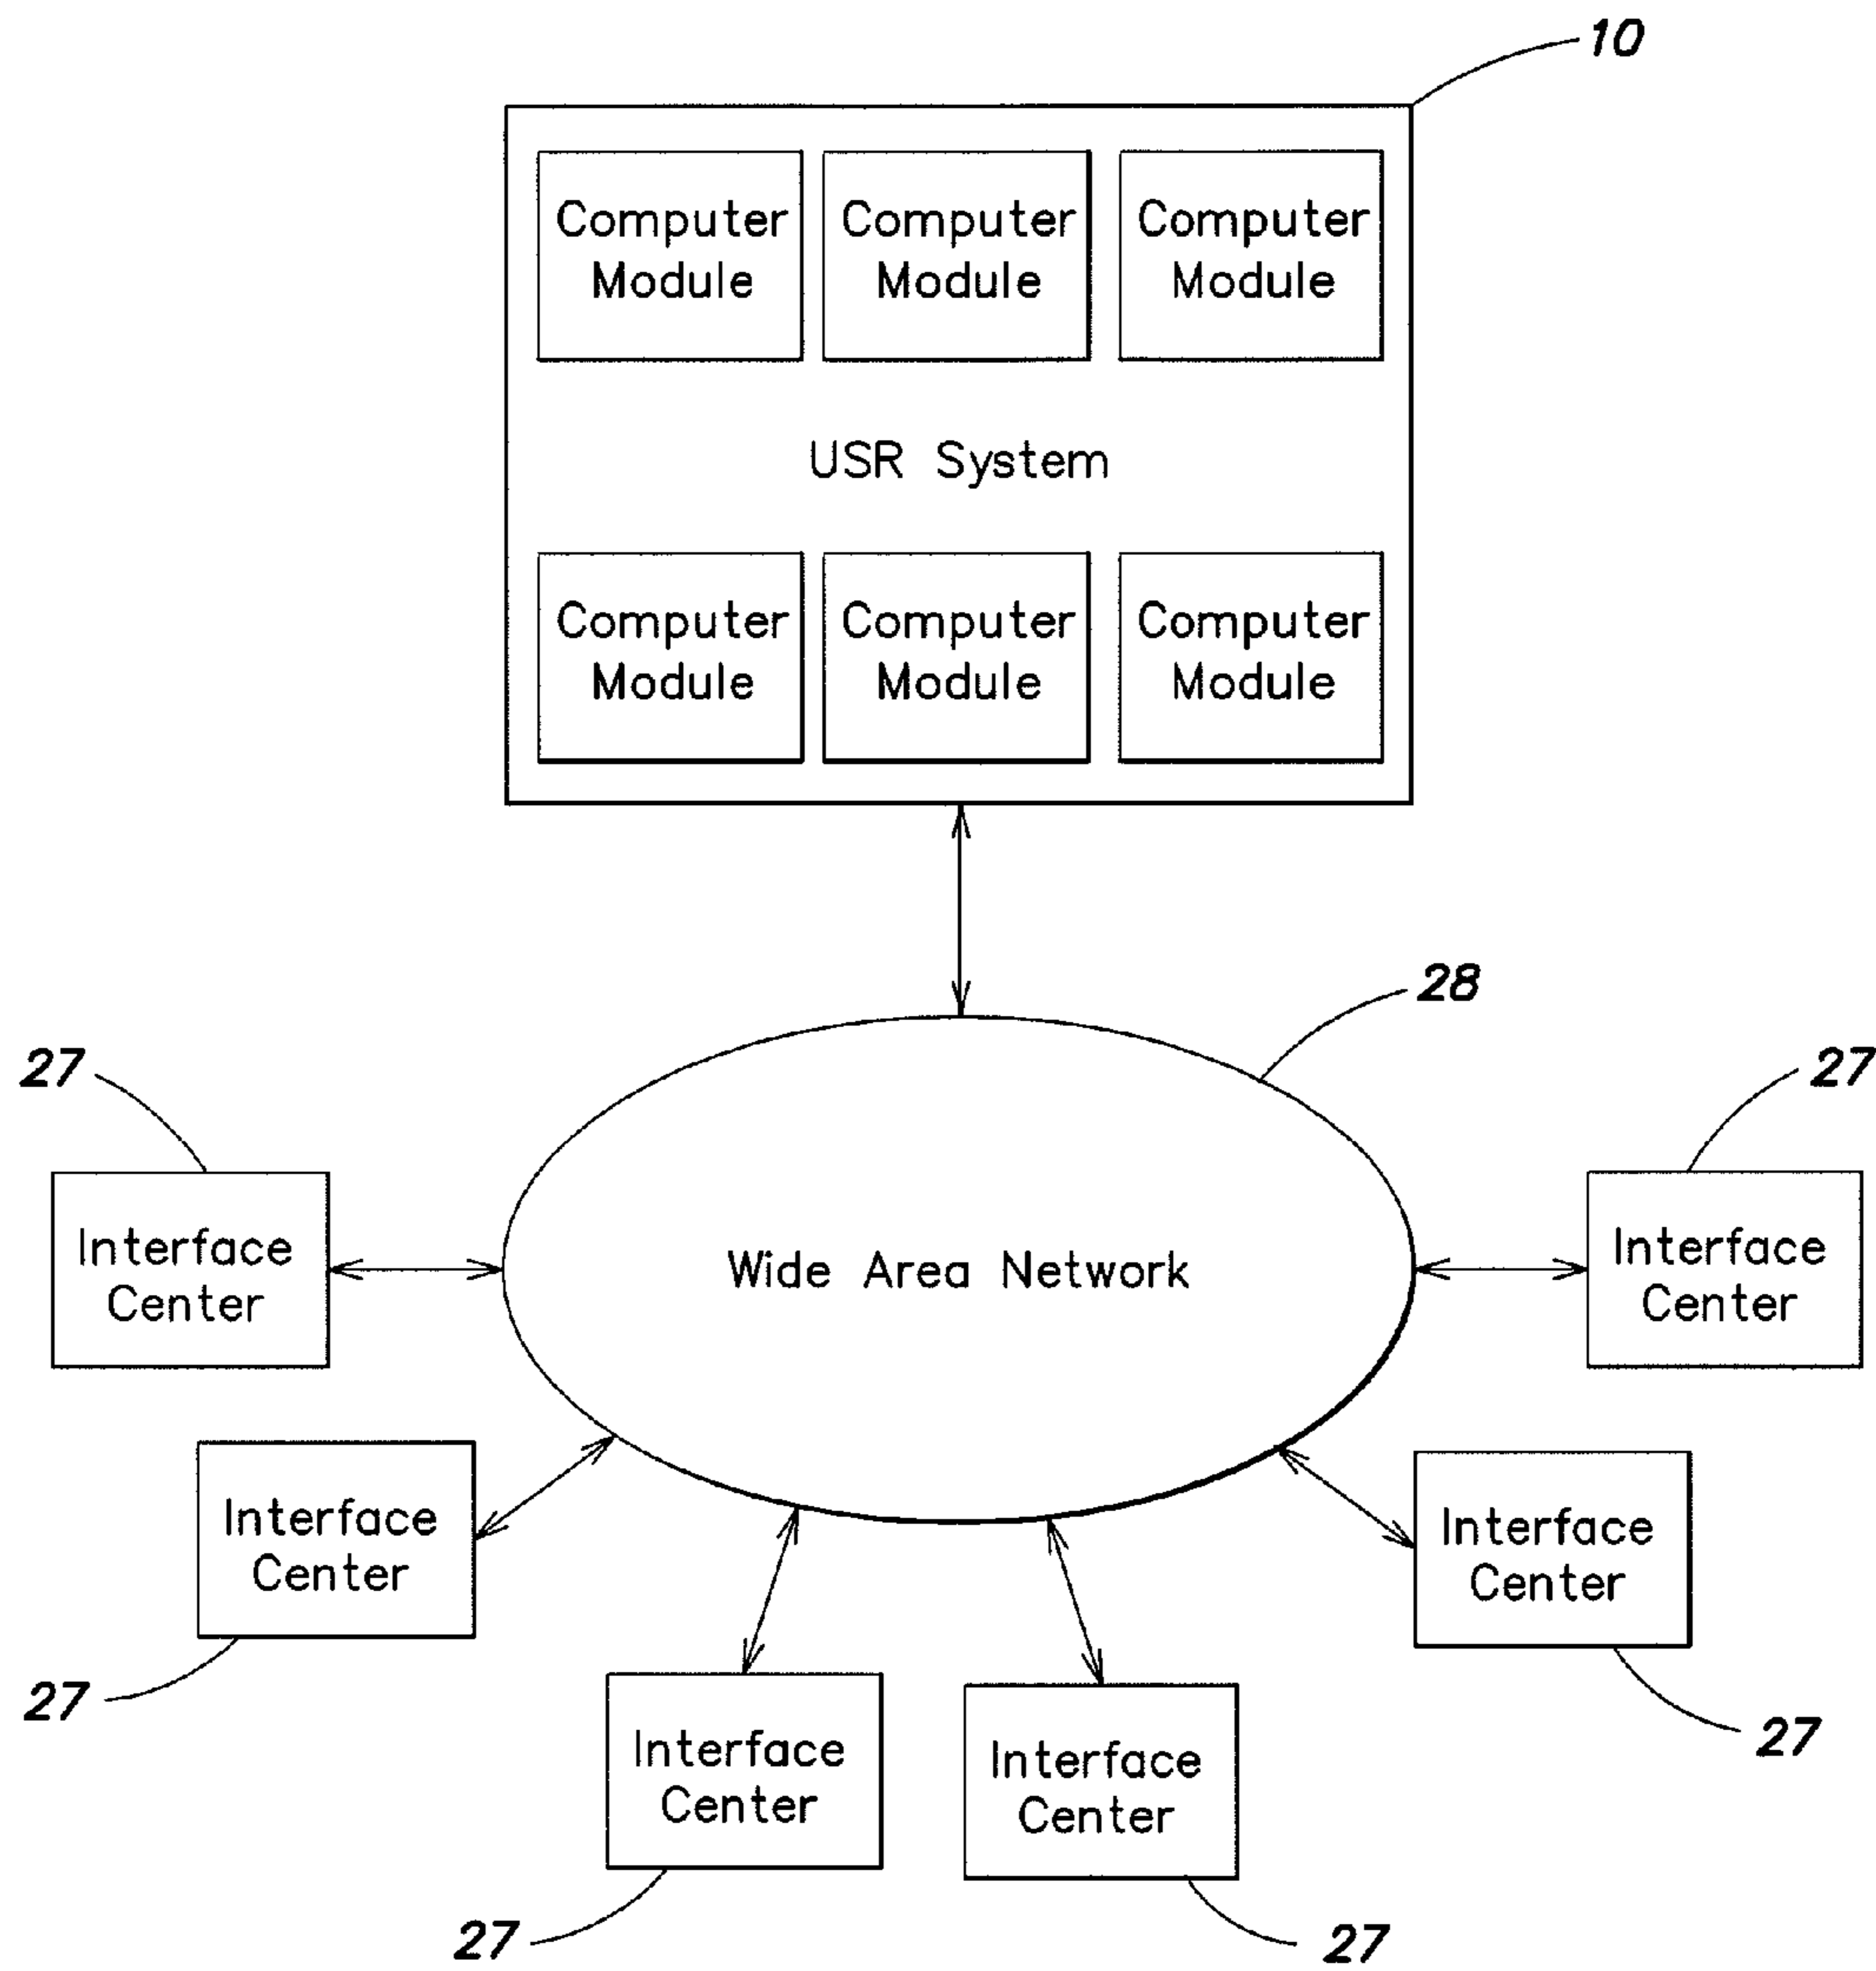 10
Computer
Module
Computer
Module
Computer
Module
USR System
Computer
Module
Computer
Module
Computer
Module
28
27
27
Interface
Center
Wide Area Network
Interface
Center
Interface
Center
Interface
Center
27
Interface
Center
Interface
Center
27
27
27